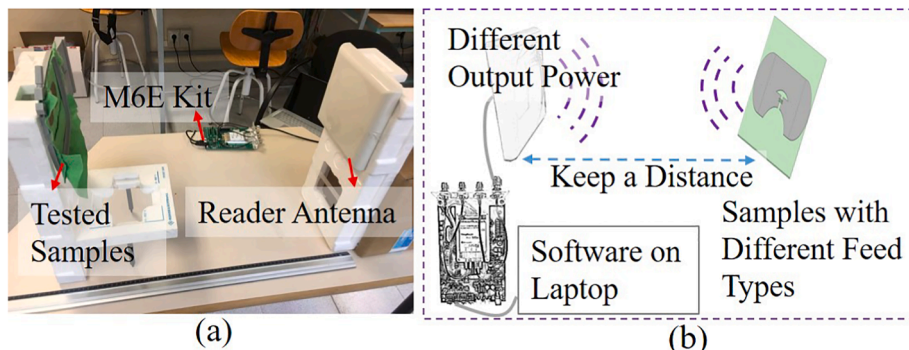 M6E Kit
Tested
Samples
Reader Antenna
(a)
Different
Output Power
Keep a Distance
Software on
Laptop
Samples with
Different Feed
Types
(b)